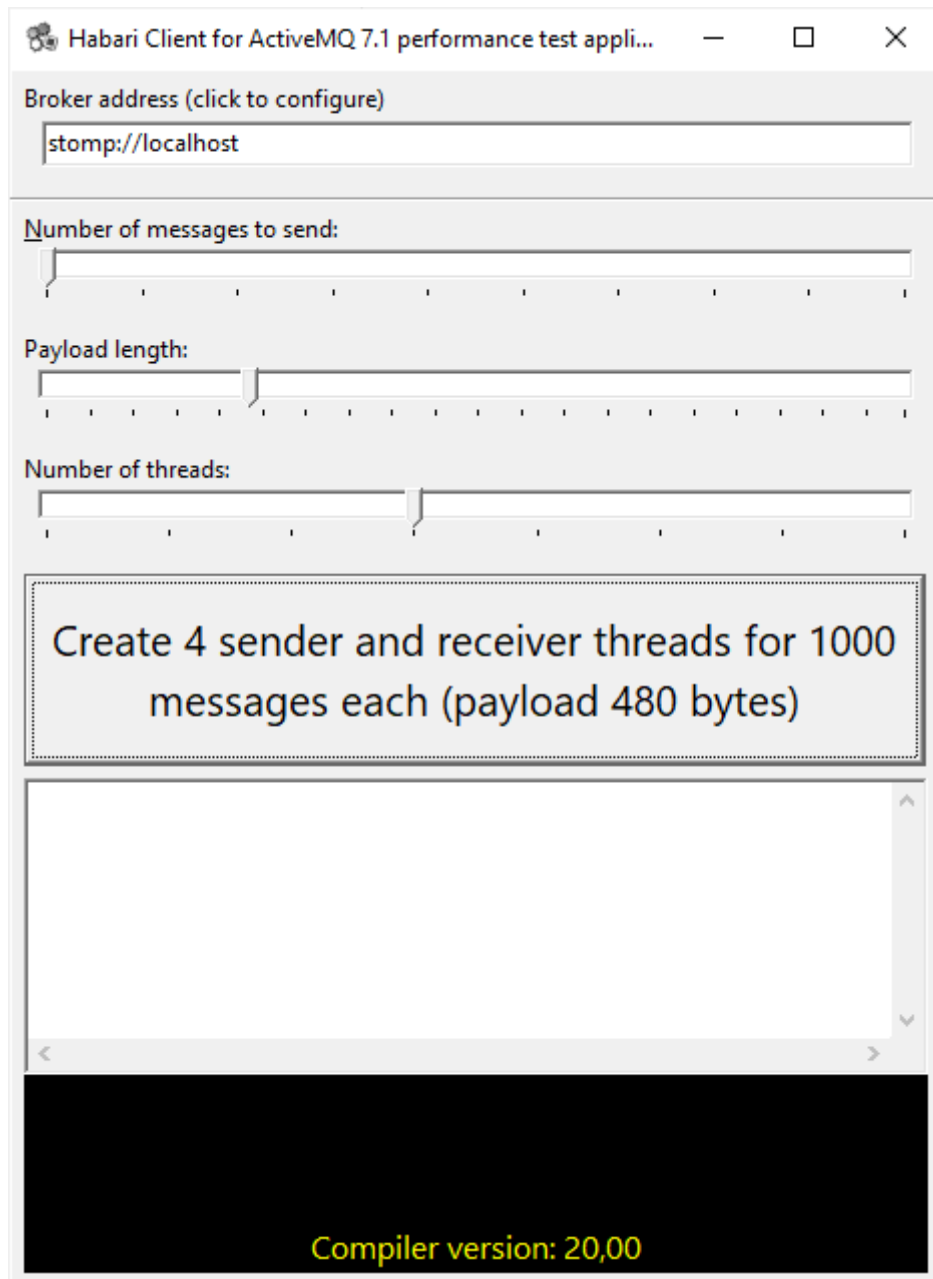 Habari Client for ActiveMQ 7.1 performance test appli...
Broker address (click to configure)
stomp://localhost
Number of messages to send:
Payload length:
Number of threads:
Create 4 sender and receiver threads for 1000
messages each (payload 480 bytes)
Compiler version: 20,00